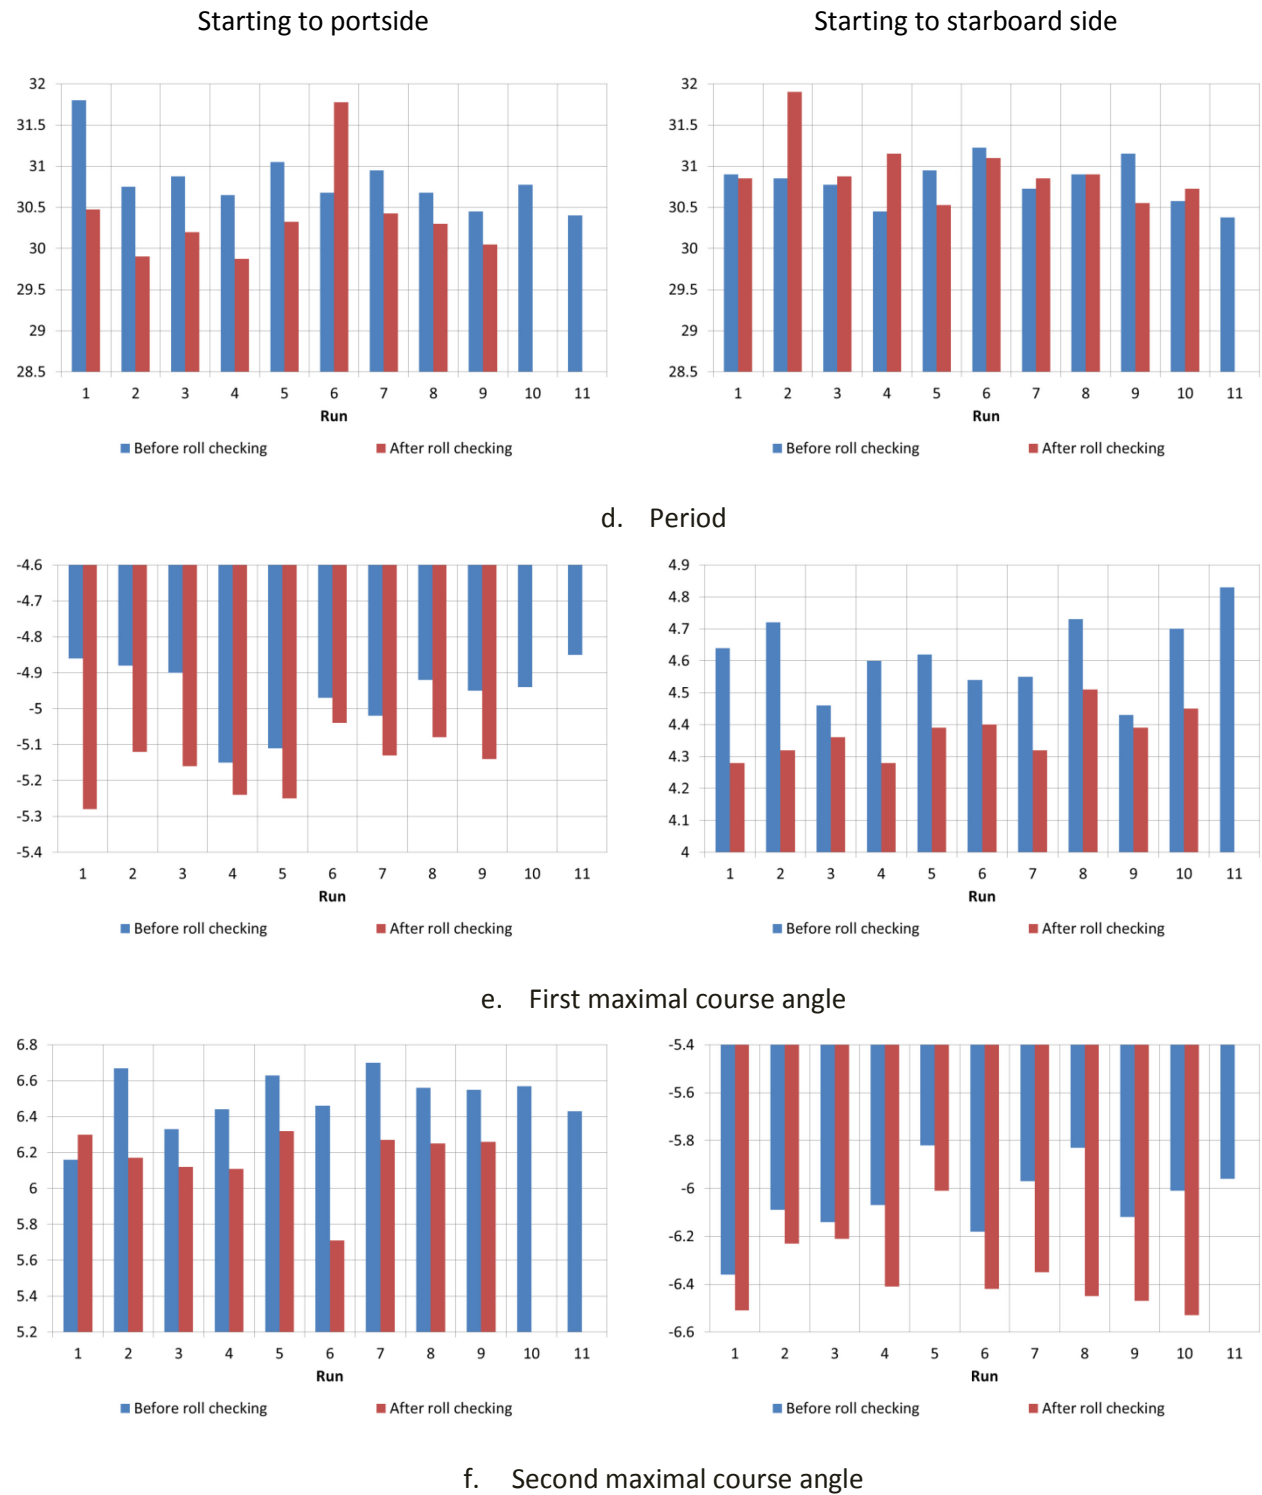 Starting to portside
Starting to starboard side
32
31.5
31
30.5
30
29.5
29
28.5
1 2 3 4 5 6 7 8 9 10 11
Run
Before roll checking After roll checking
32
31.5
31
30.5
30
29.5
29
28.5
1 2 3 4 5 6 7 8 9 10 11
Run
Before roll checking After roll checking
d. Period
-4.6
-4.7
-4.8
-4.9
-5
-5.1
-5.2
-5.3
-5.4
1 2 3 4 5 6 7 8 9 10 11
Run
Before roll checking After roll checking
4.9
4.8
4.7
4.6
4.5
4.4
4.3
4.2
4.1
4
1 2 3 4 5 6 7 8 9 10 11
Run
Before roll checking After roll checking
e. First maximal course angle
6.8
6.6
6.4
6.2
6
5.8
5.6
5.4
5.2
1 2 3 4 5 6 7 8 9 10 11
Run
Before roll checking After roll checking
-5.4
-5.6
-5.8
-6
-6.2
-6.4
-6.6
1 2 3 4 5 6 7 8 9 10 11
Run
Before roll checking After roll checking
f. Second maximal course angle